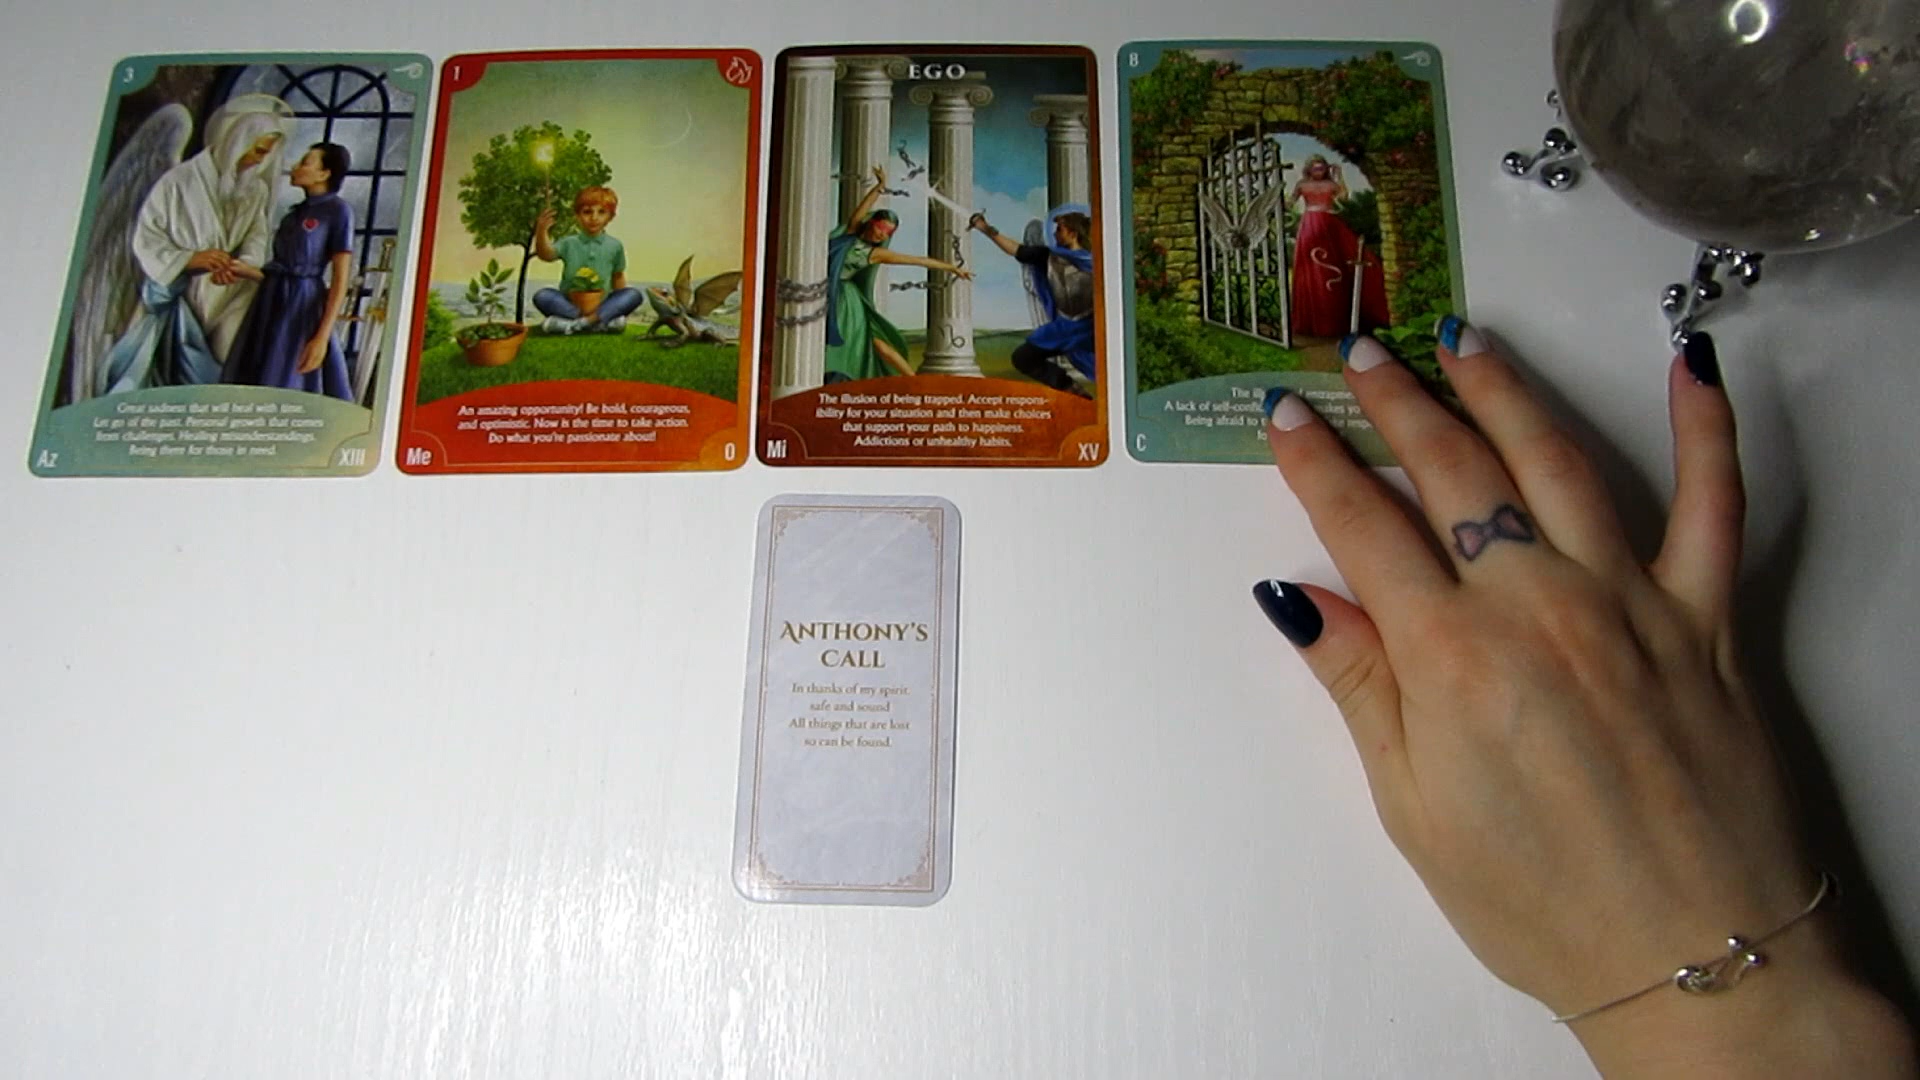 3
Great sadness that will heal with time.
Let go of the past. Personal growth that comes
from challenges. Healing misunderstandings.
Being there for those in need.
Az XIII
1
An amazing opportunity! Be bold, courageous,
and optimistic. Now is the time to take action.
Do what you're passionate about!
Me 0
EGO
The illusion of being trapped. Accept respons-
ibility for your situation and then make choices
that support your path to happiness.
Addictions or unhealthy habits.
Mi XV
8
The
A lack of
Being afraid to
C
ANTHONY'S
CALL
In thanks of my spirit,
safe and sound
All things that are lost
so can be found.